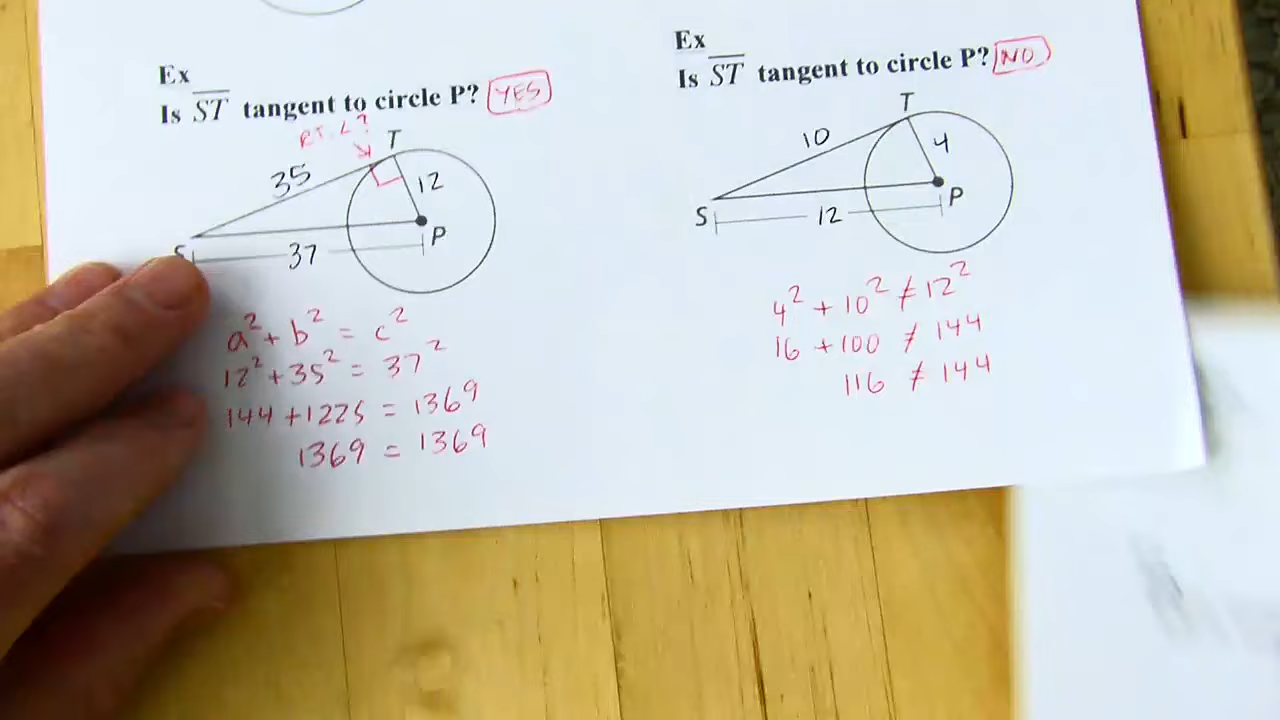 Ex
Is ST tangent to circle P? YES
RT. ∠?
T
35
12
S
P
37
a² + b² = c²
12² + 35² = 37²
144 + 1225 = 1369
1369 = 1369
Ex
Is ST tangent to circle P? NO
T
10
4
S
P
12
4² + 10² ≠ 12²
16 + 100 ≠ 144
116 ≠ 144